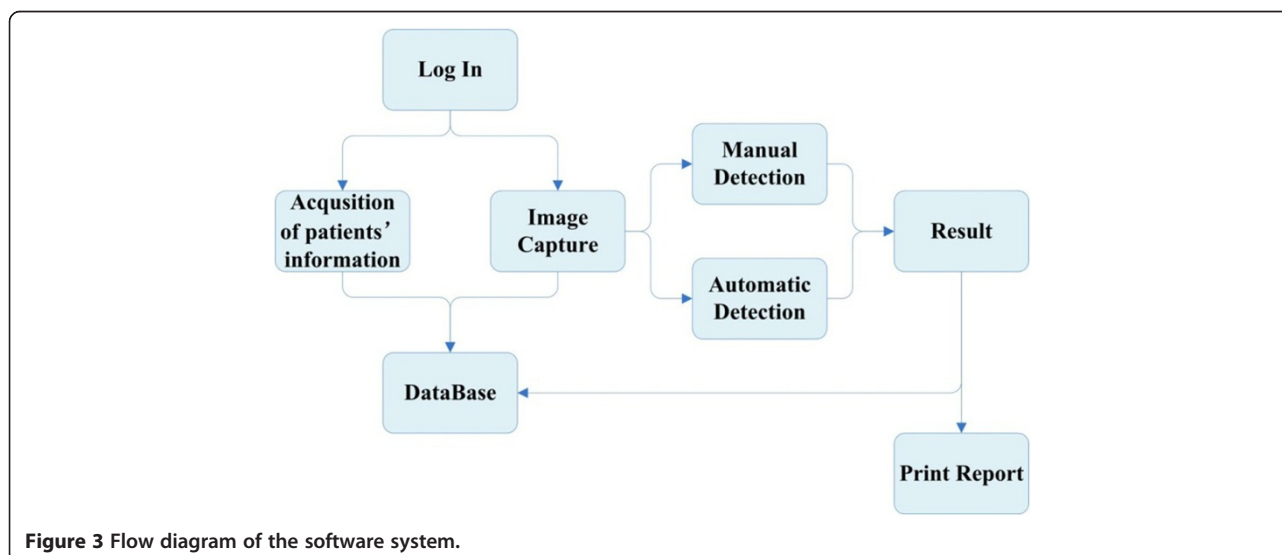 Log In
Acqusition
of patients’
information
Image
Capture
Manual
Detection
Automatic
Detection
Result
DataBase
Print Report
Figure 3 Flow diagram of the software system.